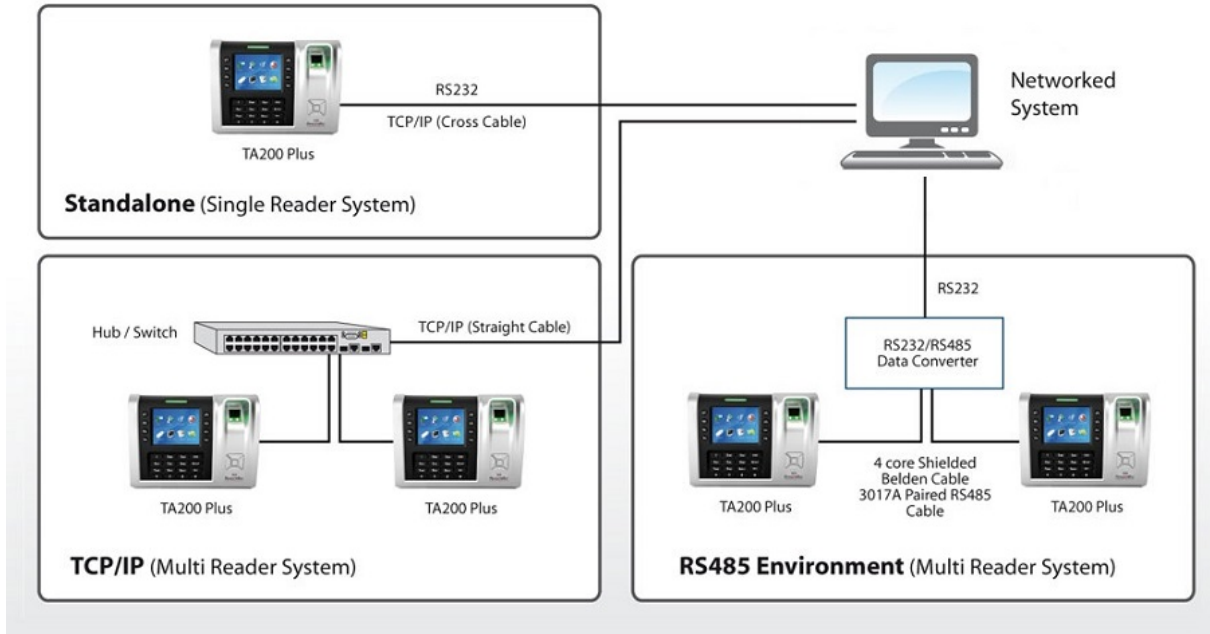 RS232
TCP/IP (Cross Cable)
TA200 Plus
Standalone (Single Reader System)
Networked
System
Hub / Switch
TCP/IP (Straight Cable)
TA200 Plus
TA200 Plus
TCP/IP (Multi Reader System)
RS232
RS232/RS485
Data Converter
4 core Shielded
Belden Cable
3017A Paired RS485
Cable
TA200 Plus
TA200 Plus
RS485 Environment (Multi Reader System)